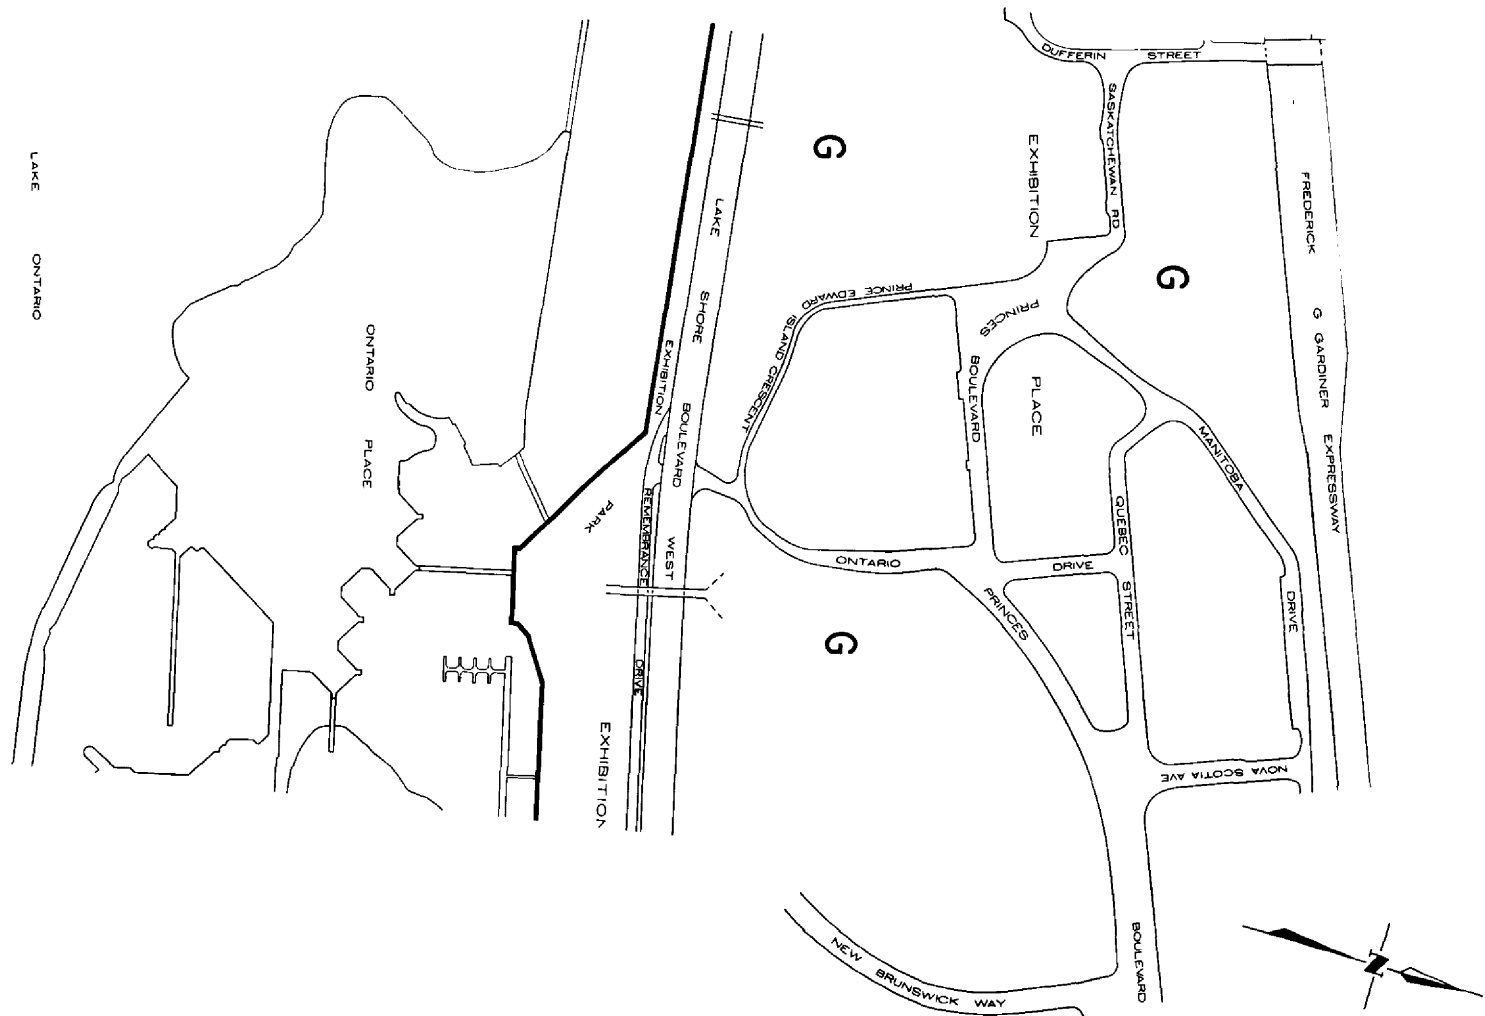 DUFFERIN STREET
SASKATCHEWAN RD
G
EXHIBITION
PLACE
G
FREDERICK G GARDINER EXPRESSWAY
LAKE ONTARIO
ONTARIO PLACE
LAKE SHORE BOULEVARD WEST
EXHIBITION
PARK
REMEMBRANCE DRIVE
EXHIBITION
PRINCE EDWARD
ISLAND CRESCENT
PRINCES
BOULEVARD
MANITOBA
DRIVE
QUEBEC
STREET
ONTARIO DRIVE
PRINCES
BOULEVARD
G
NOVA SCOTIA AVE
NEW BRUNSWICK WAY
N